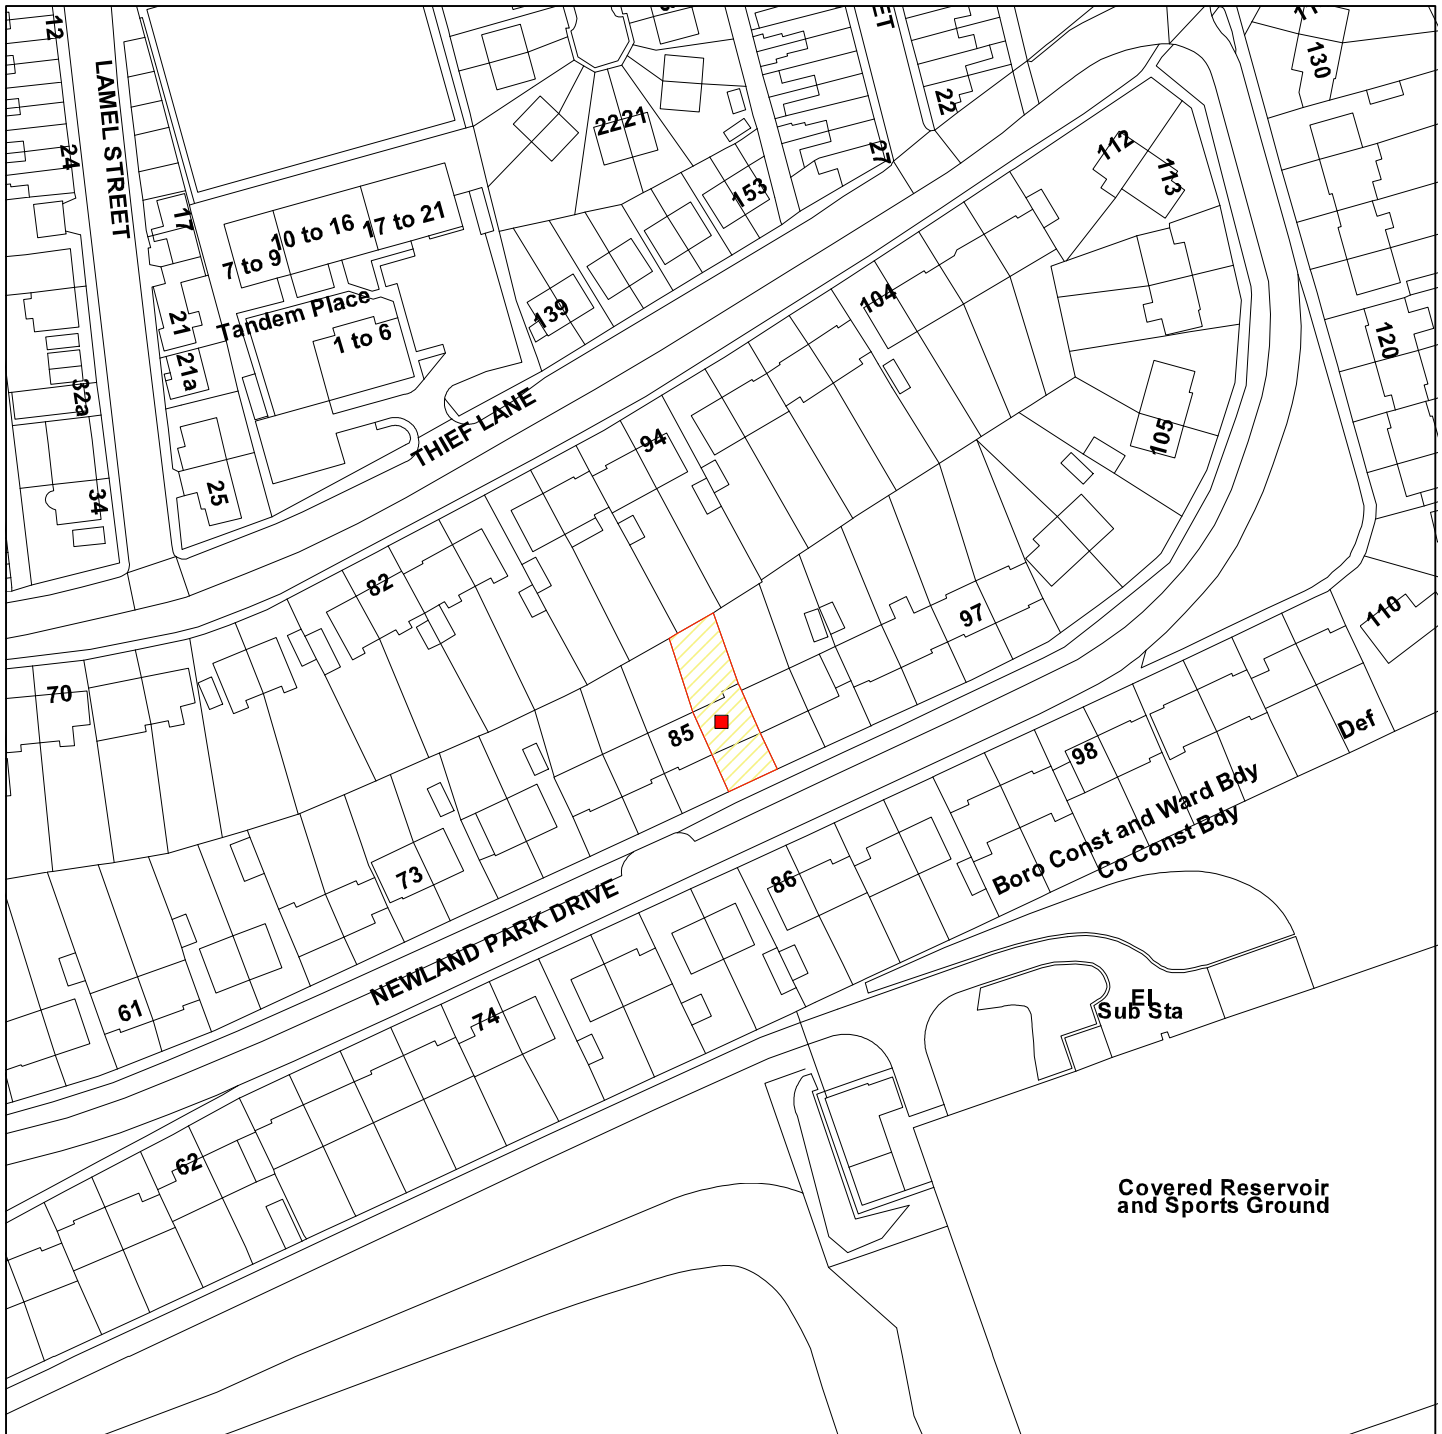 12
LAMEL STREET
24
17
7 to 9
10 to 16
17 to 21
Tandem Place
1 to 6
21
21a
32a
25
34
22
21
153
139
27
22
ET
130
112
113
104
120
105
THIEF LANE
94
82
97
110
70
85
Def
98
Boro Const and Ward Bdy
Co Const Bdy
73
86
NEWLAND PARK DRIVE
61
74
El
Sub Sta
62
Covered Reservoir
and Sports Ground